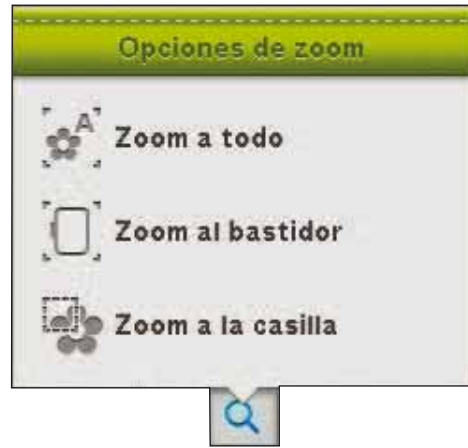 Opciones de zoom
A
Zoom a todo
Zoom al bastidor
Zoom a la casilla